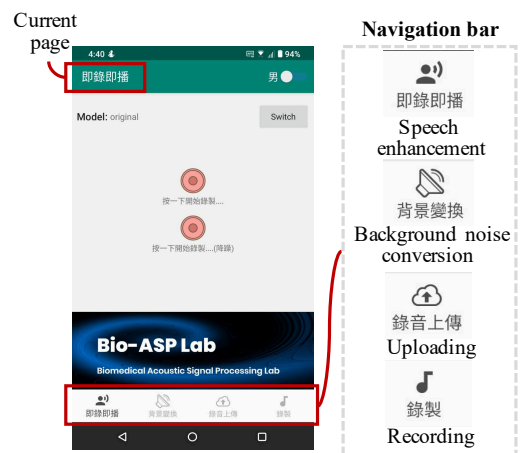 Current
page
4:40
94%
即錄即播
男
Model: original
Switch
按一下開始錄製....
按一下開始錄製....(降躁)
Bio-ASP Lab
Biomedical Acoustic Signal Processing Lab
即錄即播
背景變換
錄音上傳
錄製
Navigation bar
即錄即播
Speech
enhancement
背景變換
Background noise
conversion
錄音上傳
Uploading
錄製
Recording